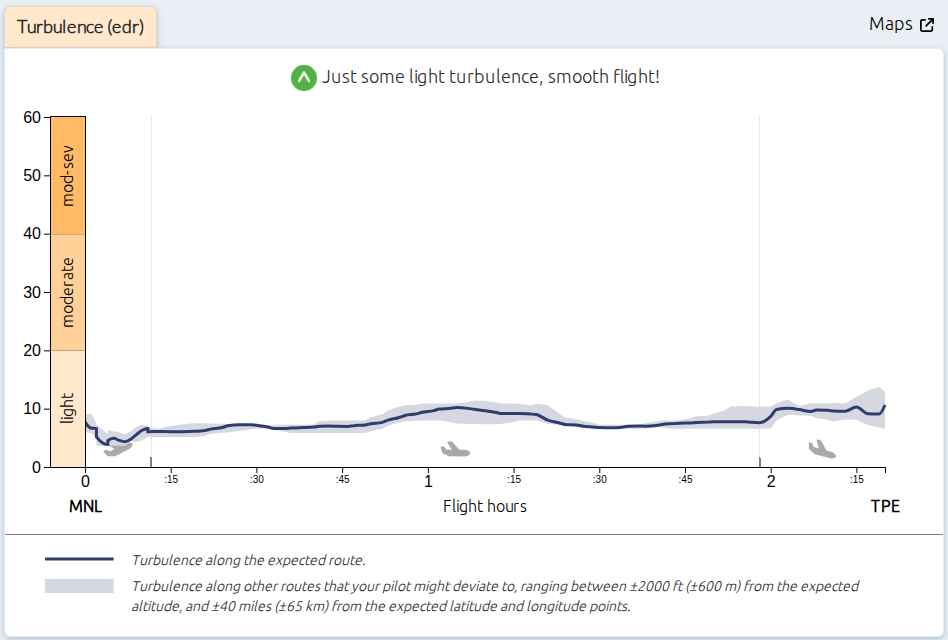 Turbulence (edr)
Maps
Just some light turbulence, smooth flight!
60
50
40
30
20
10
0
mod-sev
moderate
light
0 :15 :30 :45 1 :15 :30 :45 2 :15
MNL Flight hours TPE
Turbulence along the expected route.
Turbulence along other routes that your pilot might deviate to, ranging between ±2000 ft (±600 m) from the expected
altitude, and ±40 miles (±65 km) from the expected latitude and longitude points.